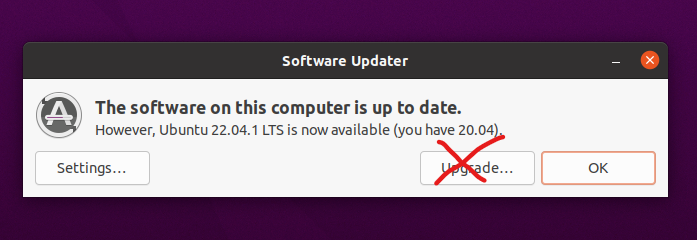 Software Updater
The software on this computer is up to date.
However, Ubuntu 22.04.1 LTS is now available (you have 20.04).
Settings…
Upgrade…
OK